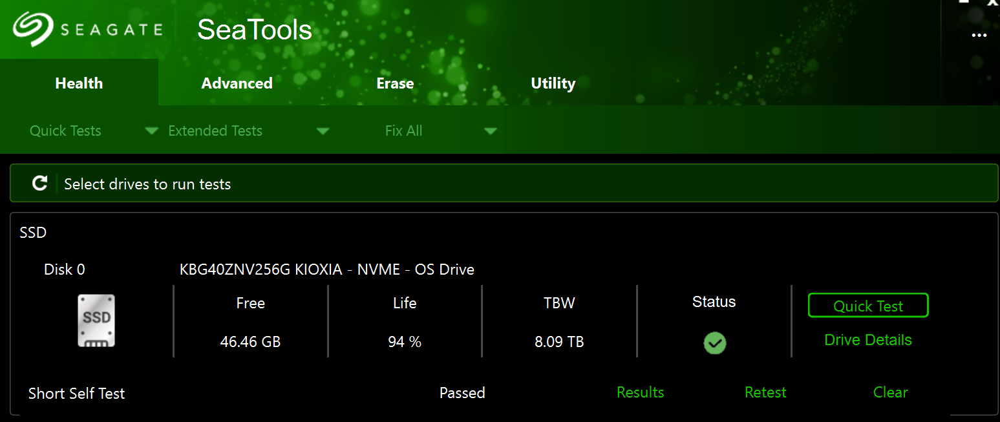 SEAGATE SeaTools
...
Health Advanced Erase Utility
Quick Tests Extended Tests Fix All
Select drives to run tests
SSD
Disk 0 KBG40ZNV256G KIOXIA - NVME - OS Drive
Free Life TBW Status
SSD
Quick Test
46.46 GB 94 % 8.09 TB
Drive Details
Short Self Test Passed Results Retest Clear